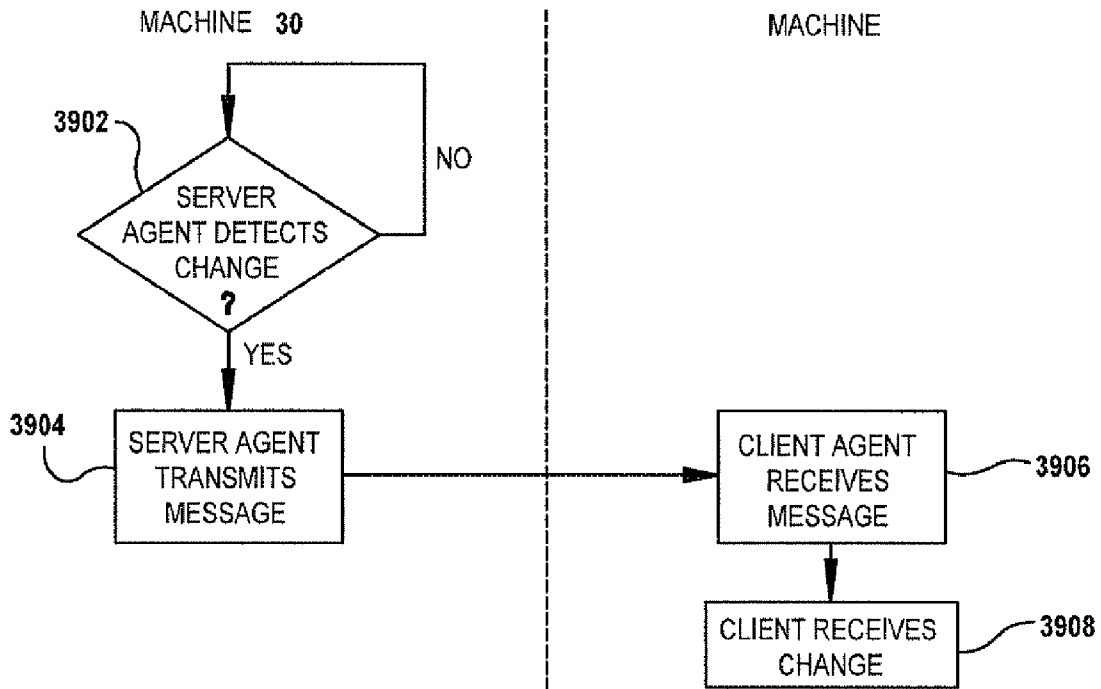 MACHINE 30
MACHINE
3902
SERVER
AGENT DETECTS
CHANGE
?
NO
YES
3904
SERVER AGENT
TRANSMITS
MESSAGE
CLIENT AGENT
RECEIVES
MESSAGE
3906
CLIENT RECEIVES
CHANGE
3908